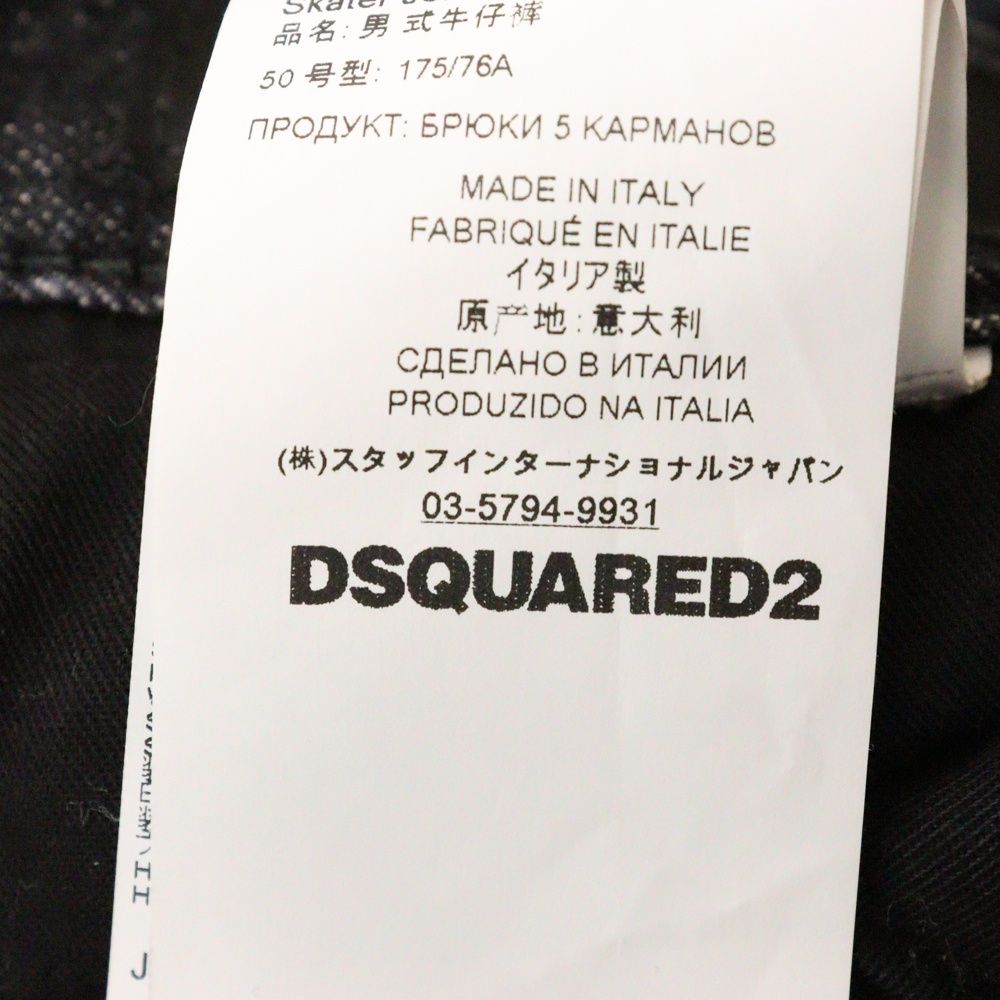 Skater
品名: 男式牛仔裤
50 号型: 175/76A
ПРОДУКТ: БРЮКИ 5 КАРМАНОВ
MADE IN ITALY
FABRIQUÉ EN ITALIE
イタリア製
原产地: 意大利
СДЕЛАНО В ИТАЛИИ
PRODUZIDO NA ITALIA
(株)スタッフインターナショナルジャパン
03-5794-9931
DSQUARED2
J